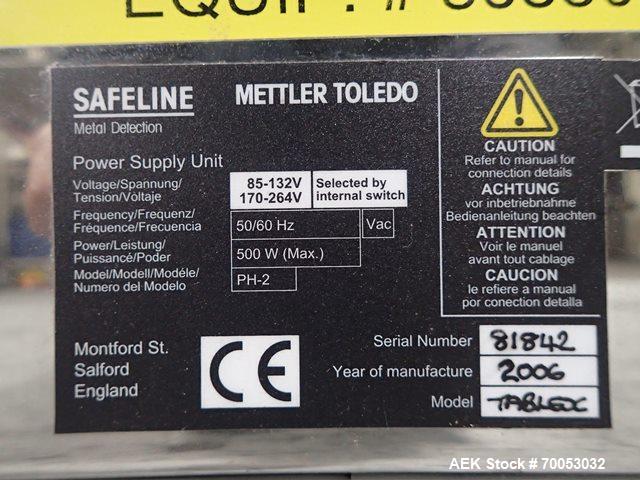 EQUIP. #
SAFELINE
Metal Detection
METTLER TOLEDO
Power Supply Unit
Voltage/Spannung/
Tension/Voltaje
85-132V
170-264V
Selected by
internal switch
Frequency/Frequenz/
Fréquence/Frecuencia
50/60 Hz
Vac
Power/Leistung/
Puissancé/Poder
500 W (Max.)
Model/Modell/Modéle/
Numero del Modelo
PH-2
CAUTION
Refer to manual for
connection details
ACHTUNG
vor inbetriebnahme
Bedienanleitung beachten
ATTENTION
Voir le manuel
avant tout cablage
CAUCION
le refiere a manual
por conection detalla
Montford St.
Salford
England
CE
Serial Number
81842
Year of manufacture
2006
Model
TABLEX
AEK Stock #70053032